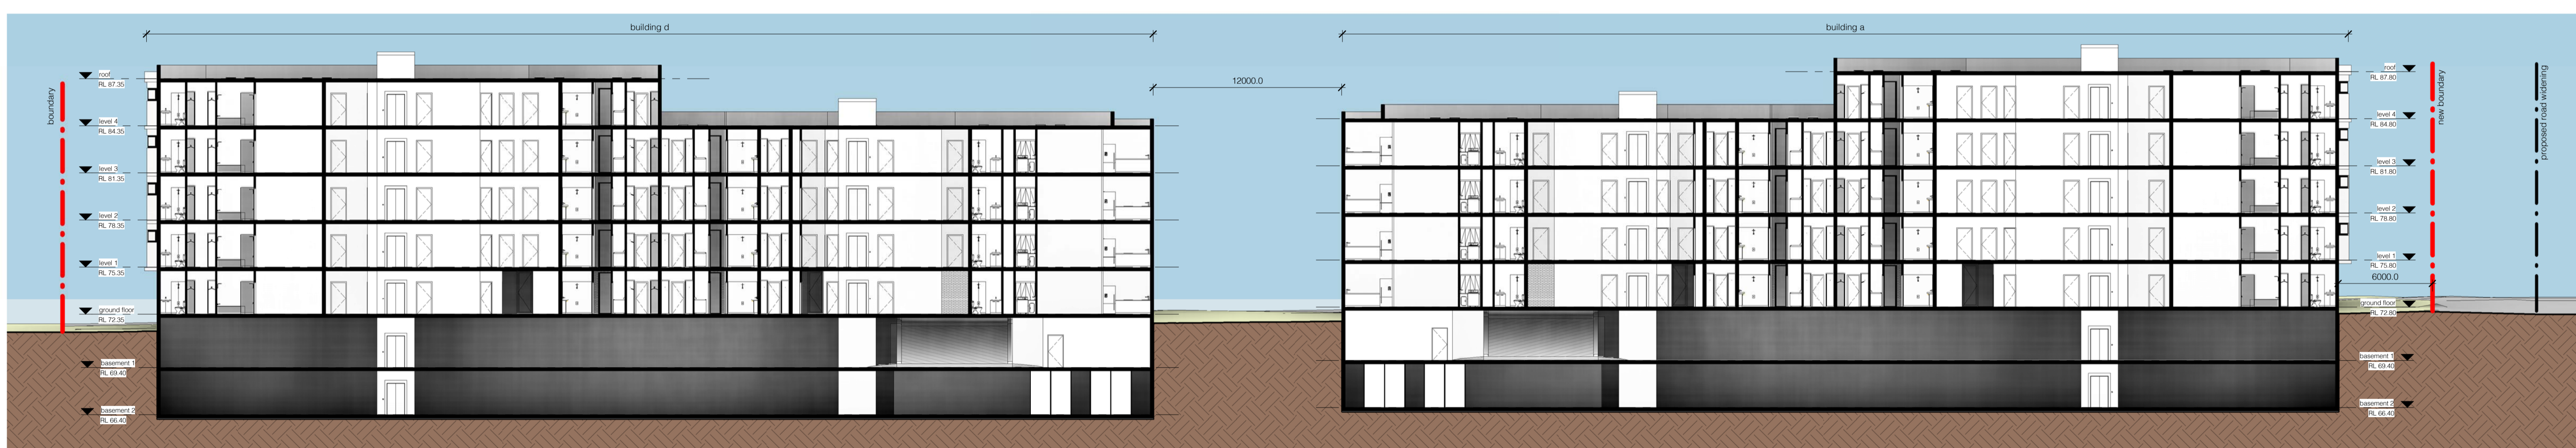 building d
building a
12000.0
boundary
roof
RL 87.35
level 4
RL 84.35
level 3
RL 81.35
level 2
RL 78.35
level 1
RL 75.35
ground floor
RL 72.35
basement 1
RL 69.40
basement 2
RL 66.40
roof
RL 87.80
level 4
RL 84.80
level 3
RL 81.80
level 2
RL 78.80
level 1
RL 75.80
6000.0
ground floor
RL 72.80
basement 1
RL 69.40
basement 2
RL 66.40
new boundary
proposed road widening